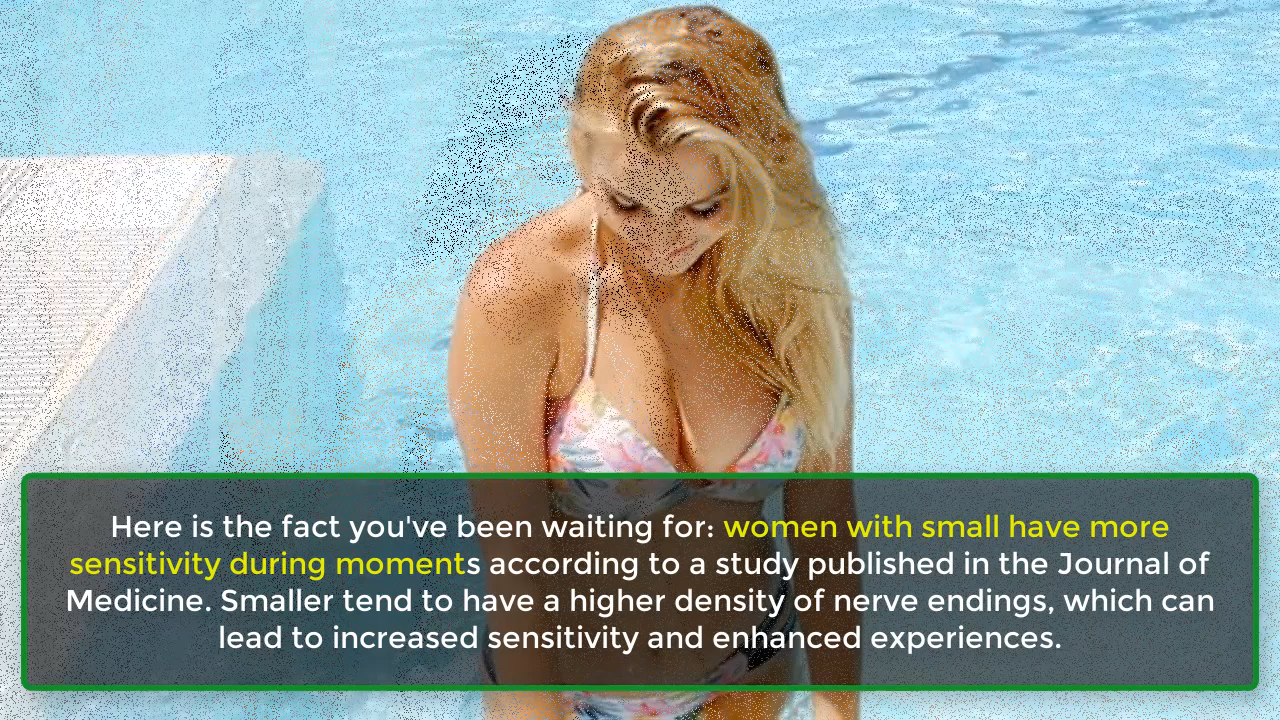 Here is the fact you've been waiting for: women with small have more
sensitivity during moments according to a study published in the Journal of
Medicine. Smaller tend to have a higher density of nerve endings, which can
lead to increased sensitivity and enhanced experiences.